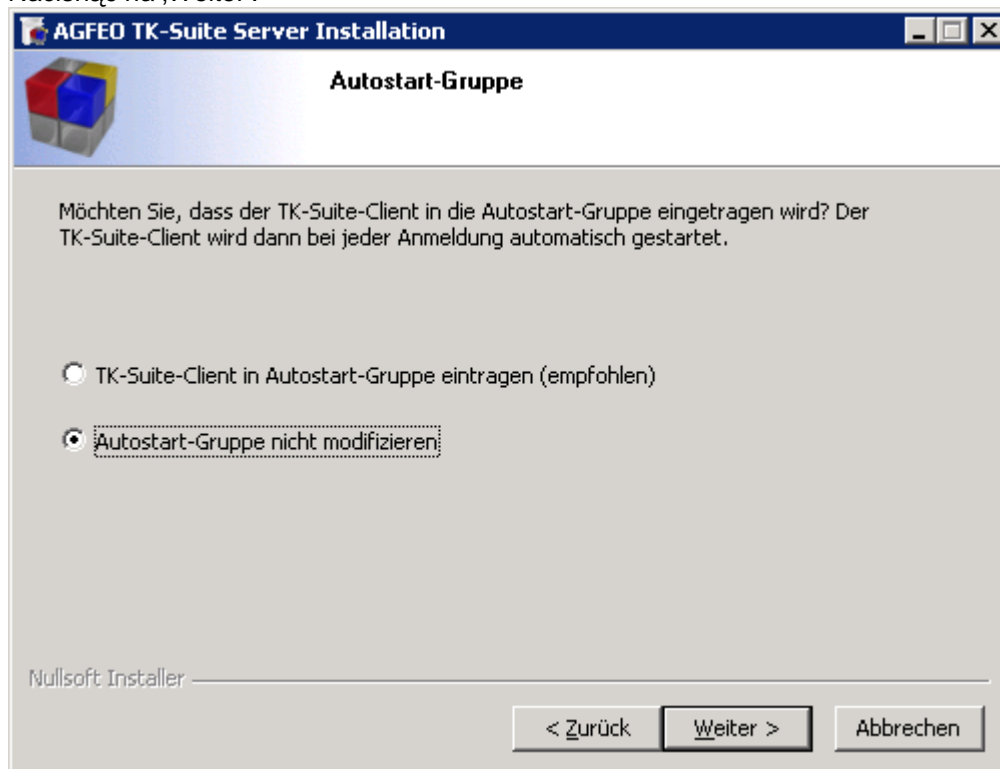 AGFEO TK-Suite Server Installation
Autostart-Gruppe
Möchten Sie, dass der TK-Suite-Client in die Autostart-Gruppe eingetragen wird? Der
TK-Suite-Client wird dann bei jeder Anmeldung automatisch gestartet.
TK-Suite-Client in Autostart-Gruppe eintragen (empfohlen)
Autostart-Gruppe nicht modifizieren
Nullsoft Installer
< Zurück
Weiter >
Abbrechen